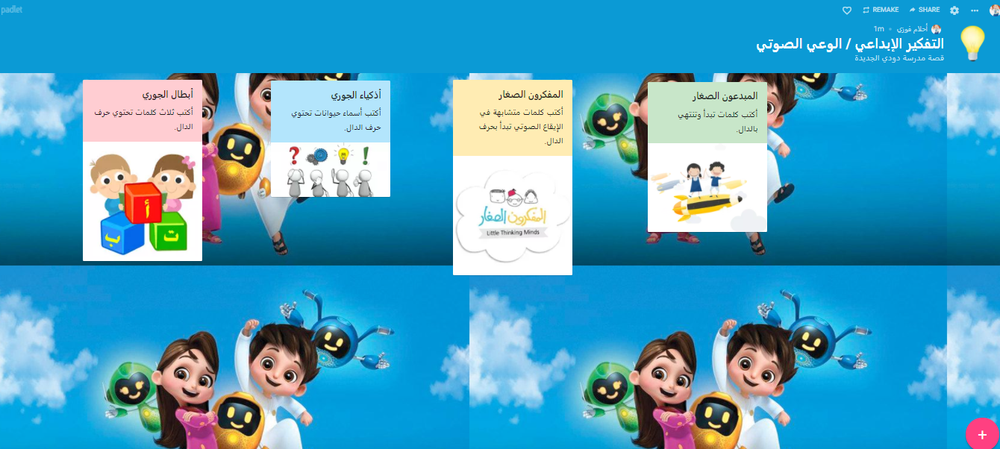 padlet
REMAKE SHARE
أحلام فوزي • 1m
التفكير الإبداعي / الوعي الصوتي
قصة مدرسة دودي الجديدة
المبدعون الصغار
أكتب كلمات تبدأ وتنتهي
بالدال.
المفكرون الصغار
أكتب كلمات متشابهة في
الإيقاع الصوتي تبدأ بحرف
الدال.
المفكرون الصغار
Little Thinking Minds
أذكياء الجوري
أكتب أسماء حيوانات تحتوي
حرف الدال.
? !
أبطال الجوري
أكتب ثلاث كلمات تحتوي حرف
الدال.
أ
ب ت